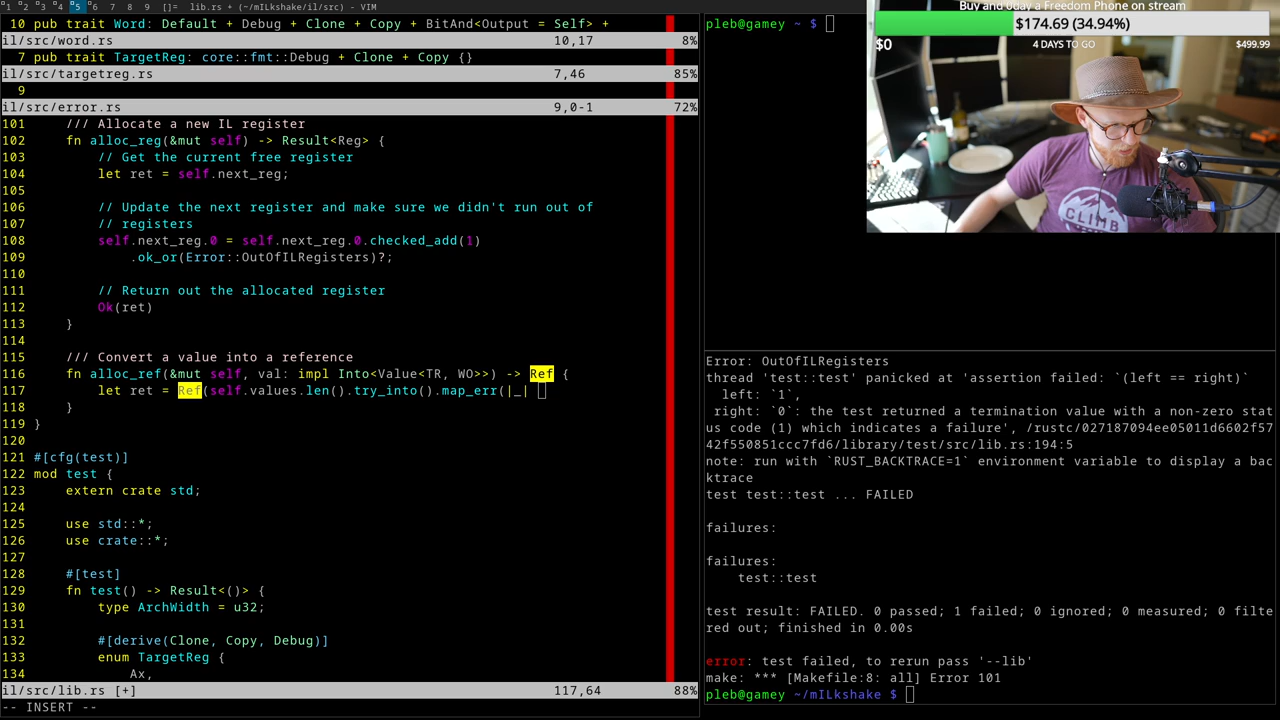 1 2 3 4 5 6 7 8 9 []= lib.rs + (~/mILkshake/il/src) - VIM
10 pub trait Word: Default + Debug + Clone + Copy + BitAnd<Output = Self> +
il/src/word.rs 10,17 8%
7 pub trait TargetReg: core::fmt::Debug + Clone + Copy {}
il/src/targetreg.rs 7,46 85%
9
il/src/error.rs 9,0-1 72%
101 /// Allocate a new IL register
102 fn alloc_reg(&mut self) -> Result<Reg> {
103 // Get the current free register
104 let ret = self.next_reg;
105
106 // Update the next register and make sure we didn't run out of
107 // registers
108 self.next_reg.0 = self.next_reg.0.checked_add(1)
109 .ok_or(Error::OutOfILRegisters)?;
110
111 // Return out the allocated register
112 Ok(ret)
113 }
114
115 /// Convert a value into a reference
116 fn alloc_ref(&mut self, val: impl Into<Value<TR, WO>>) -> Ref {
117 let ret = Ref(self.values.len().try_into().map_err(|_|
118 }
119 }
120
121 #[cfg(test)]
122 mod test {
123 extern crate std;
124
125 use std::*;
126 use crate::*;
127
128 #[test]
129 fn test() -> Result<()> {
130 type ArchWidth = u32;
131
132 #[derive(Clone, Copy, Debug)]
133 enum TargetReg {
134 Ax,
il/src/lib.rs [+] 117,64 88%
-- INSERT --
pleb@gamey ~ $
Buy and 0day a Freedom Phone on stream
$174.69 (34.94%)
$0 4 DAYS TO GO $499.99
CLIMB
Error: OutOfILRegisters
thread 'test::test' panicked at 'assertion failed: `(left == right)`
left: `1`,
right: `0`: the test returned a termination value with a non-zero stat
us code (1) which indicates a failure', /rustc/027187094ee05011d6602f57
42f550851ccc7fd6/library/test/src/lib.rs:194:5
note: run with `RUST_BACKTRACE=1` environment variable to display a bac
ktrace
test test::test ... FAILED
failures:
failures:
test::test
test result: FAILED. 0 passed; 1 failed; 0 ignored; 0 measured; 0 filte
red out; finished in 0.00s
error: test failed, to rerun pass '--lib'
make: *** [Makefile:8: all] Error 101
pleb@gamey ~/mILkshake $